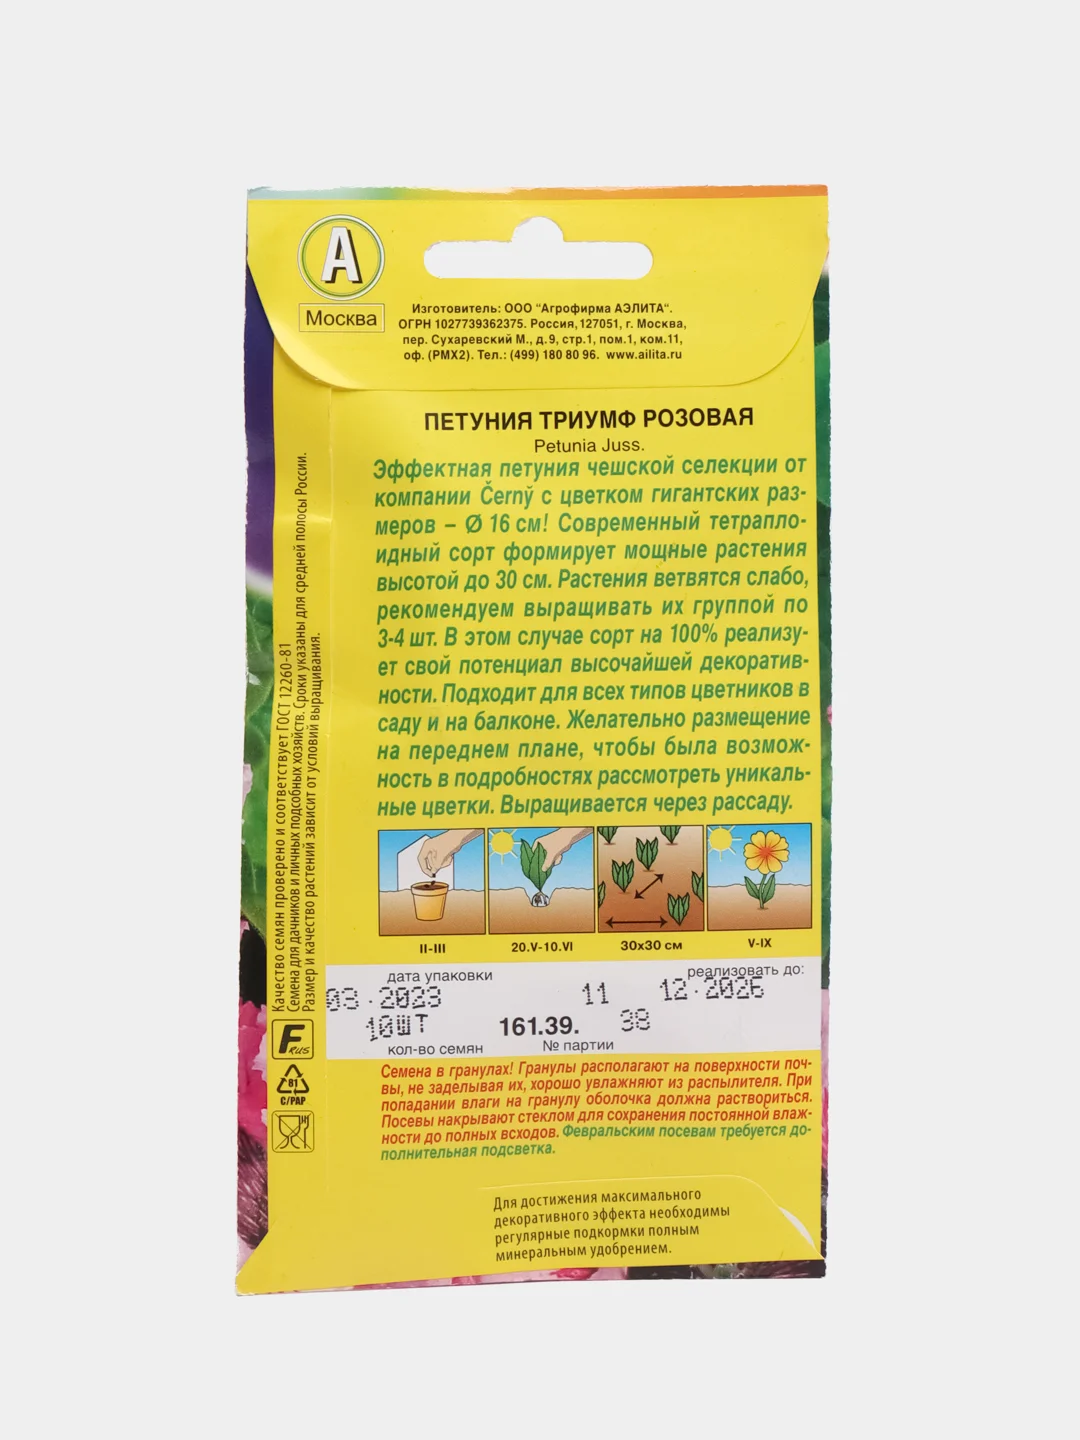 А
Москва
Изготовитель: ООО "Агрофирма АЭЛИТА".
ОГРН 1027739362375. Россия,127051, г. Москва,
пер. Сухаревский М., д.9, стр.1, пом.1, ком.11,
оф. (РМХ2). Тел.: (499) 180 80 96. www.ailita.ru
ПЕТУНИЯ ТРИУМФ РОЗОВАЯ
Petunia Juss.
Эффектная петуния чешской селекции от
компании Černý с цветком гигантских раз-
меров – Ø 16 см! Современный тетрапло-
идный сорт формирует мощные растения
высотой до 30 см. Растения ветвятся слабо,
рекомендуем выращивать их группой по
3-4 шт. В этом случае сорт на 100% реализу-
ет свой потенциал высочайшей декоратив-
ности. Подходит для всех типов цветников в
саду и на балконе. Желательно размещение
на переднем плане, чтобы была возмож-
ность в подробностях рассмотреть уникаль-
ные цветки. Выращивается через рассаду.
II-III
20.V-10.VI
30х30 см
V-IX
дата упаковки
реализовать до:
03.2023
11
12.2026
10ШТ
161.39.
38
кол-во семян
№ партии
Семена в гранулах! Гранулы располагают на поверхности поч-
вы, не заделывая их, хорошо увлажняют из распылителя. При
попадании влаги на гранулу оболочка должна раствориться.
Посевы накрывают стеклом для сохранения постоянной влаж-
ности до полных всходов. Февральским посевам требуется до-
полнительная подсветка.
Для достижения максимального
декоративного эффекта необходимы
регулярные подкормки полным
минеральным удобрением.
Качество семян проверено и соответствует ГОСТ 12260-81
Семена для дачников и личных подсобных хозяйств. Сроки указаны для средней полосы России.
Размер и качество растений зависит от условий выращивания.
F RUS
81
C/PAP